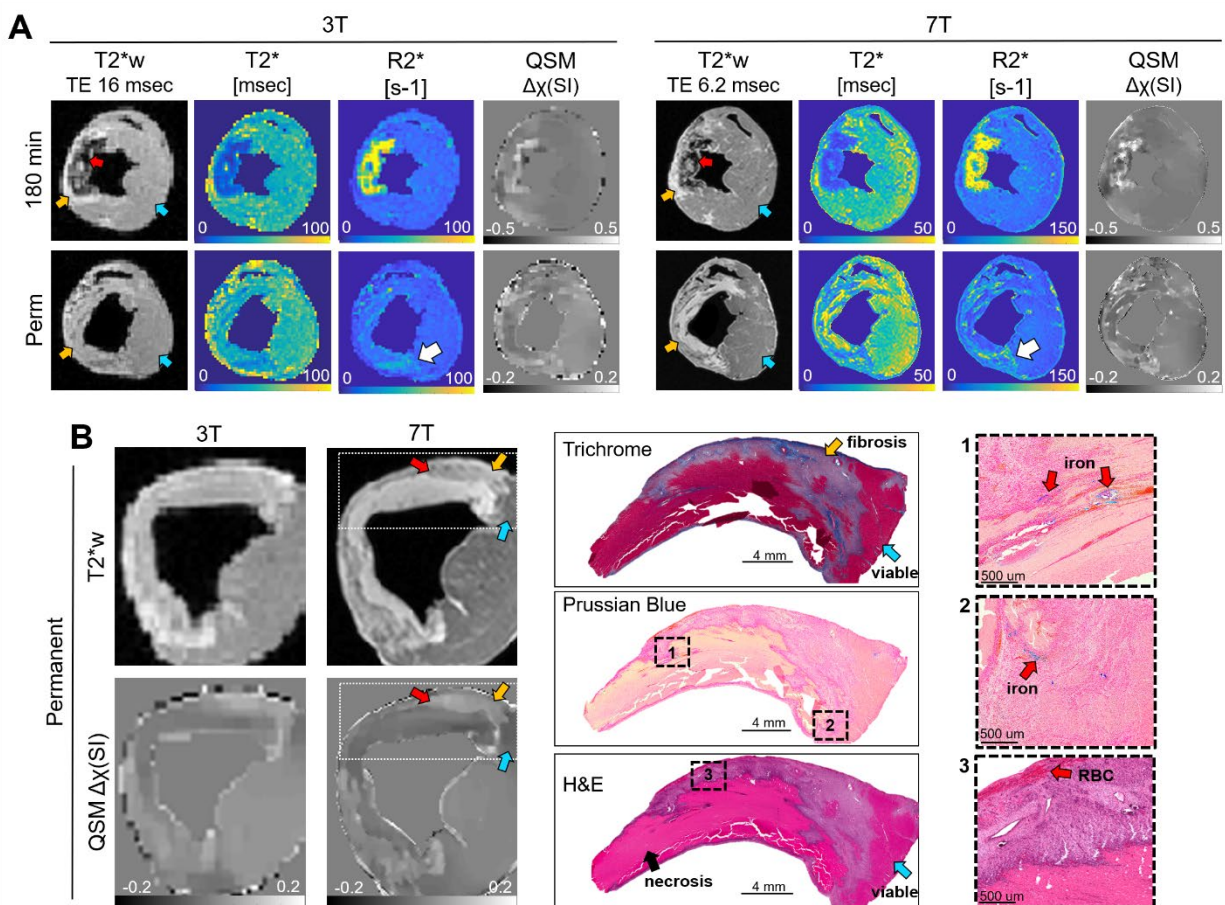 A
3T
7T
T2*w
TE 16 msec
T2*
[msec]
R2*
[s-1]
QSM
Δχ(SI)
T2*w
TE 6.2 msec
T2*
[msec]
R2*
[s-1]
QSM
Δχ(SI)
180 min
0 100
0 100
-0.5 0.5
0 50
0 150
-0.5 0.5
Perm
0 100
0 100
-0.2 0.2
0 50
0 150
-0.2 0.2
B
3T
7T
Permanent
T2*w
QSM Δχ(SI)
-0.2 0.2
-0.2 0.2
Trichrome
fibrosis
4 mm
viable
Prussian Blue
1
4 mm
2
H&E
3
necrosis
4 mm
viable
1
iron
500 um
2
iron
500 um
3
RBC
500 um